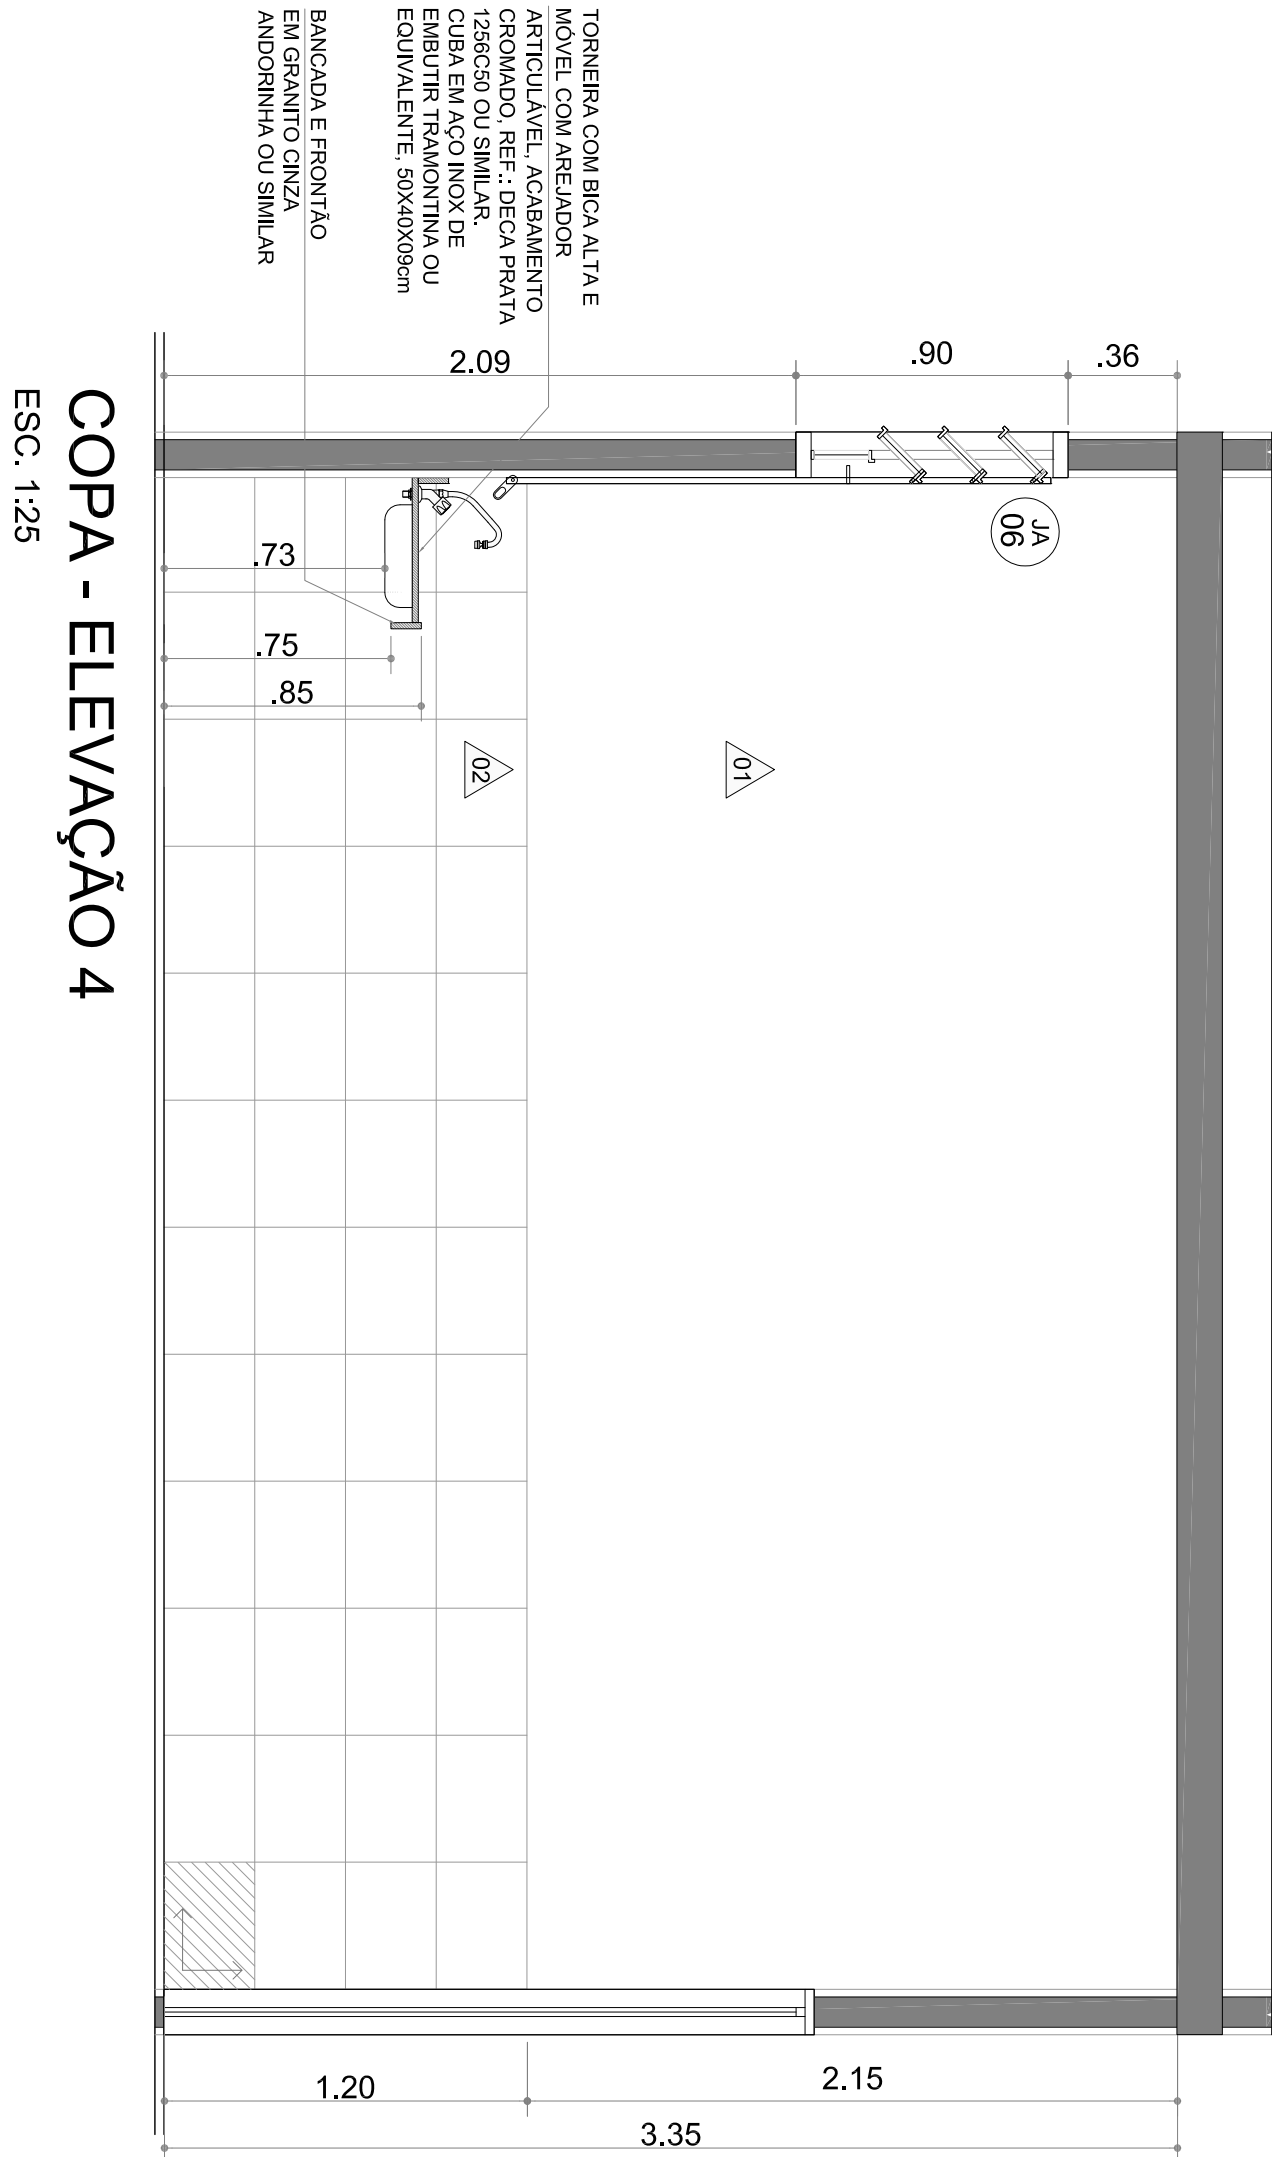 TORNEIRA COM BICA ALTA E
MÓVEL COM AREJADOR
ARTICULÁVEL, ACABAMENTO
CROMADO, REF.: DECA PRATA
1256C50 OU SIMILAR.
CUBA EM AÇO INOX DE
EMBUTIR TRAMONTINA OU
EQUIVALENTE, 50X40X09cm
BANCADA E FRONTÃO
EM GRANITO CINZA
ANDORINHA OU SIMILAR
.36
.90
2.09
JA
06
.73
.75
.85
01
02
2.15
1.20
3.35
COPA - ELEVAÇÃO 4
ESC. 1:25